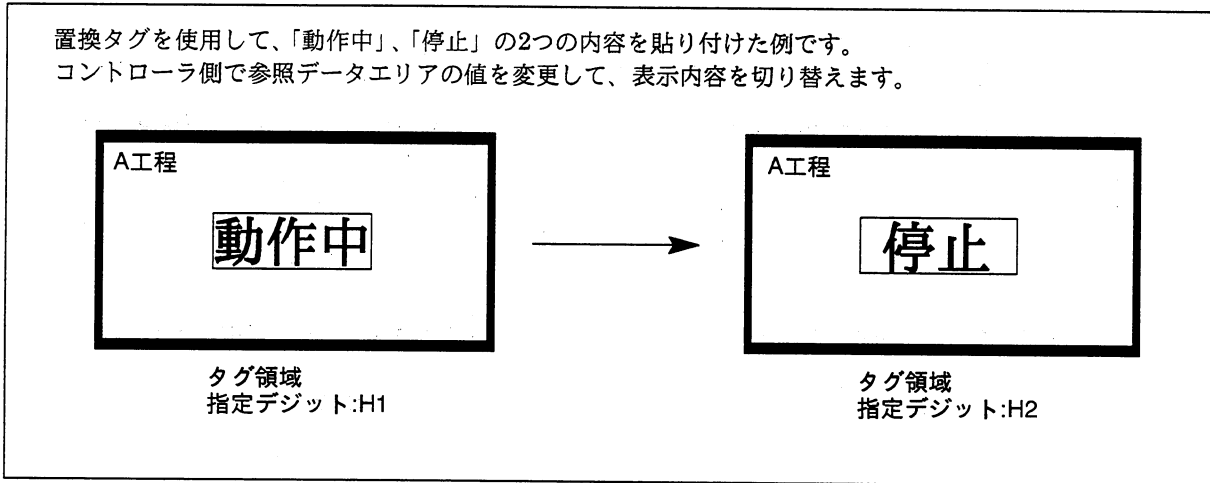 置換タグを使用して、「動作中」、「停止」の2つの内容を貼り付けた例です。
コントローラ側で参照データエリアの値を変更して、表示内容を切り替えます。
A工程
動作中
タグ領域
指定デジット:H1
A工程
停止
タグ領域
指定デジット:H2